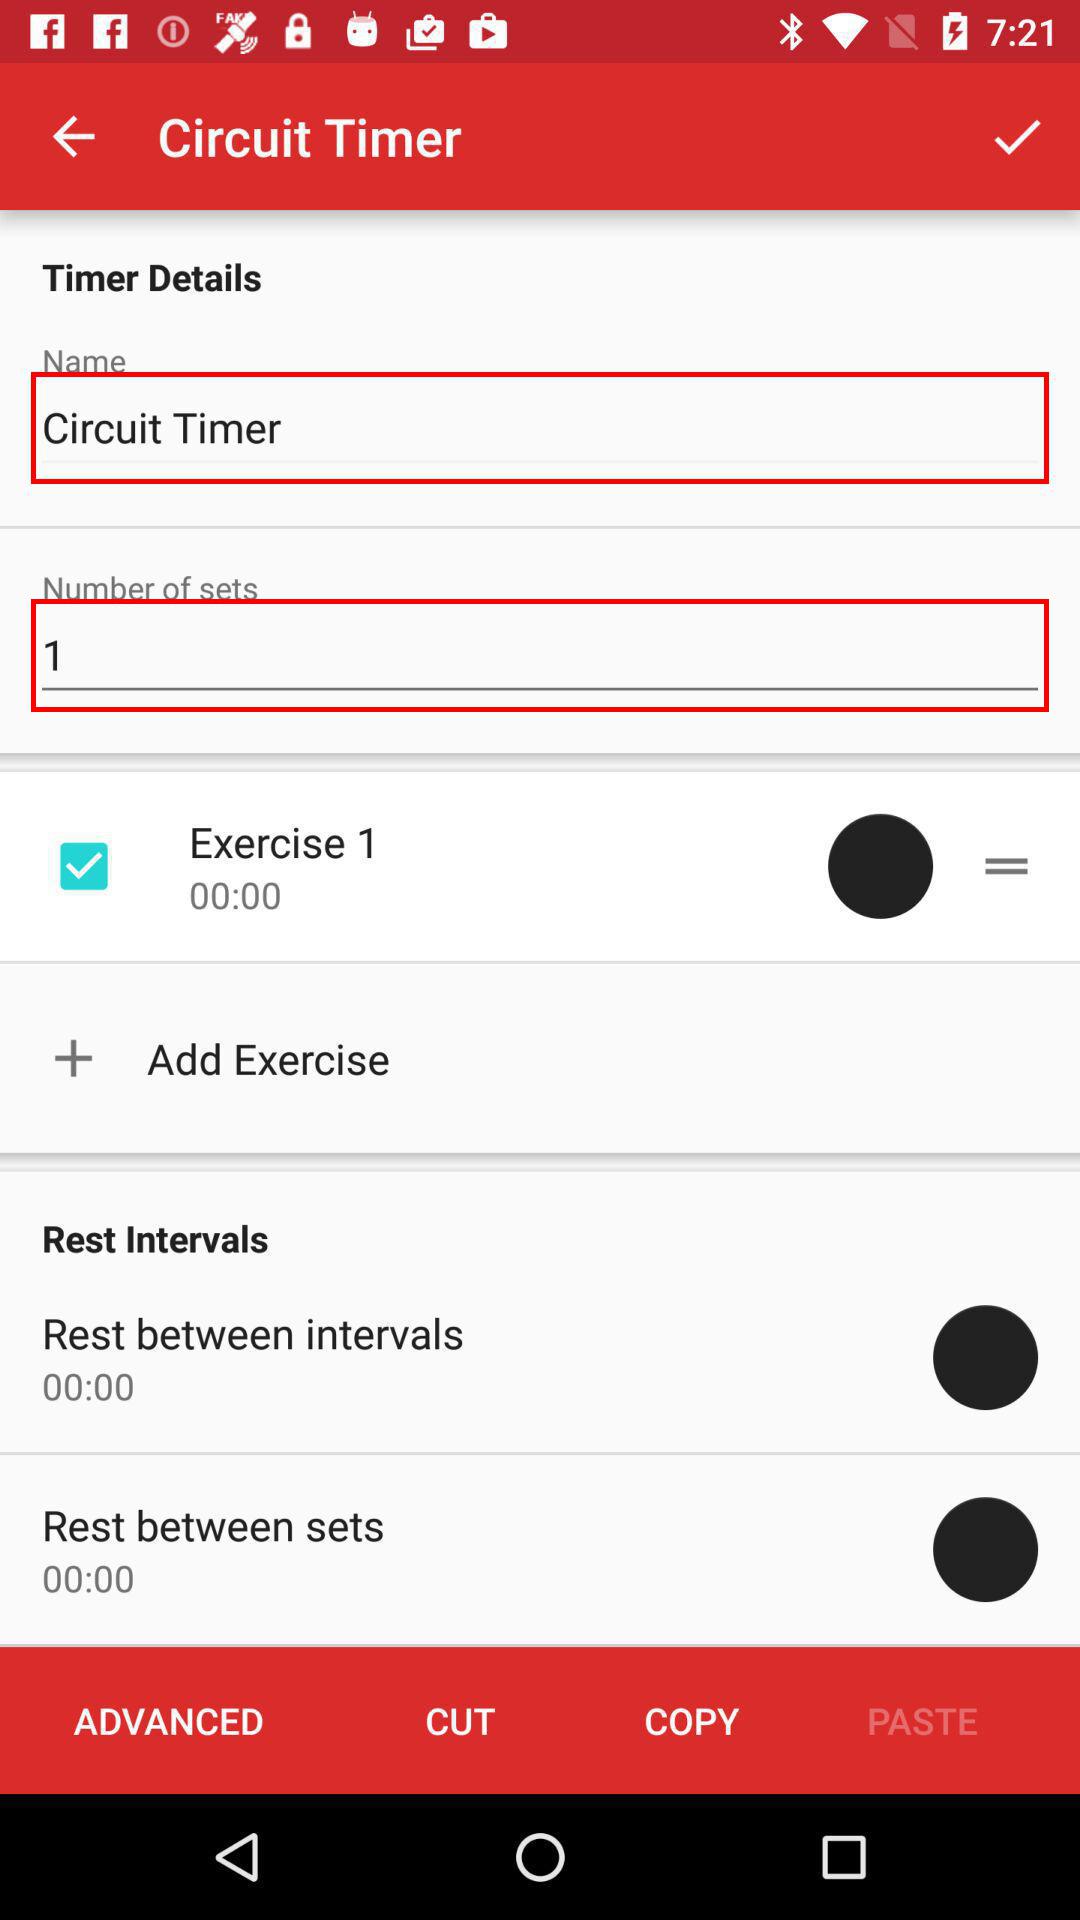 FAKE
7:21
Circuit Timer
Timer Details
Name
Circuit Timer
Number of sets
1
Exercise 1
00:00
Add Exercise
Rest Intervals
Rest between intervals
00:00
Rest between sets
00:00
ADVANCED CUT COPY PASTE